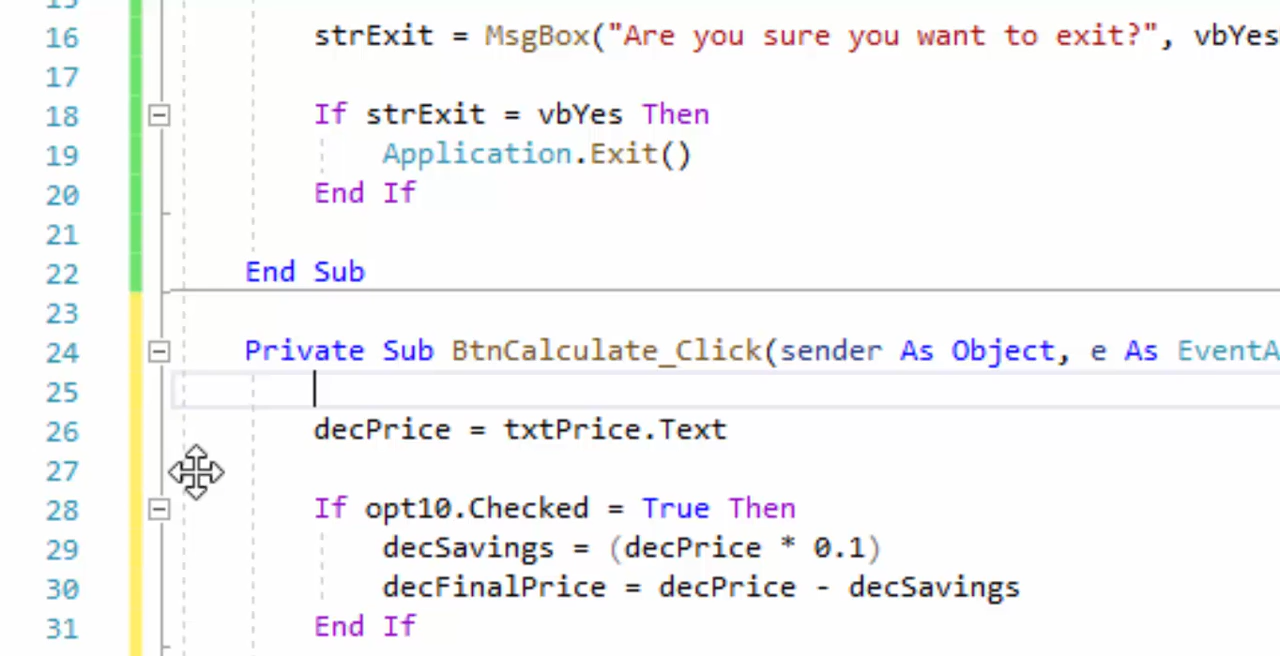 16 strExit = MsgBox("Are you sure you want to exit?", vbYes
17
18 If strExit = vbYes Then
19 Application.Exit()
20 End If
21
22 End Sub
23
24 Private Sub BtnCalculate_Click(sender As Object, e As EventA
25
26 decPrice = txtPrice.Text
27
28 If opt10.Checked = True Then
29 decSavings = (decPrice * 0.1)
30 decFinalPrice = decPrice - decSavings
31 End If